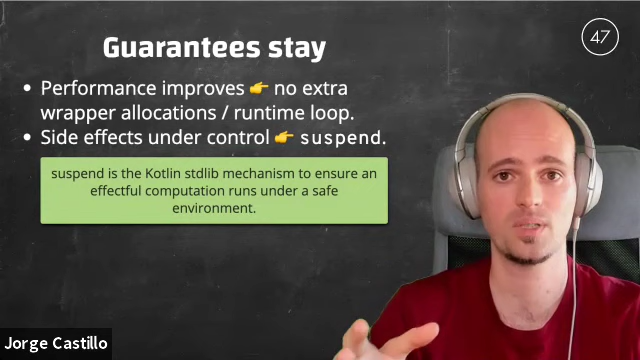 Guarantees stay
47
• Performance improves 👉 no extra
wrapper allocations / runtime loop.
• Side effects under control 👉 suspend.
suspend is the Kotlin stdlib mechanism to ensure an
effectful computation runs under a safe
environment.
Jorge Castillo